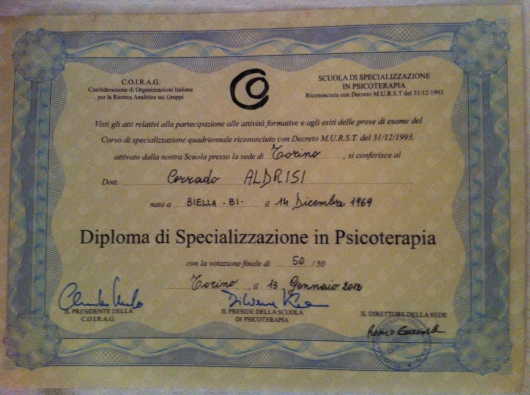 C.O.I.R.A.G.
Confederazione di Organizzazioni Italiane
per la Ricerca Analitica sui Gruppi
SCUOLA DI SPECIALIZZAZIONE
IN PSICOTERAPIA
Riconosciuta con Decreto M.U.R.S.T del 31/12/1993
Visti gli atti relativi alla partecipazione alle attività formative e agli esiti delle prove di esame del
Corso di specializzazione quadriennale riconosciuto con Decreto M.U.R.S.T. del 31/12/1993,
attivato dalla nostra Scuola presso la sede di Torino , si conferisce al
Dott. Corrado ALDRISI
nato a BIELLA - BI - il 14 Dicembre 1969
Diploma di Specializzazione in Psicoterapia
con la votazione finale di 50 / 50
Torino , il 13 Gennaio 2012
IL PRESIDENTE DELLA
C.O.I.R.A.G.
IL PRESIDE DELLA SCUOLA
DI PSICOTERAPIA
IL DIRETTORE DELLA SEDE